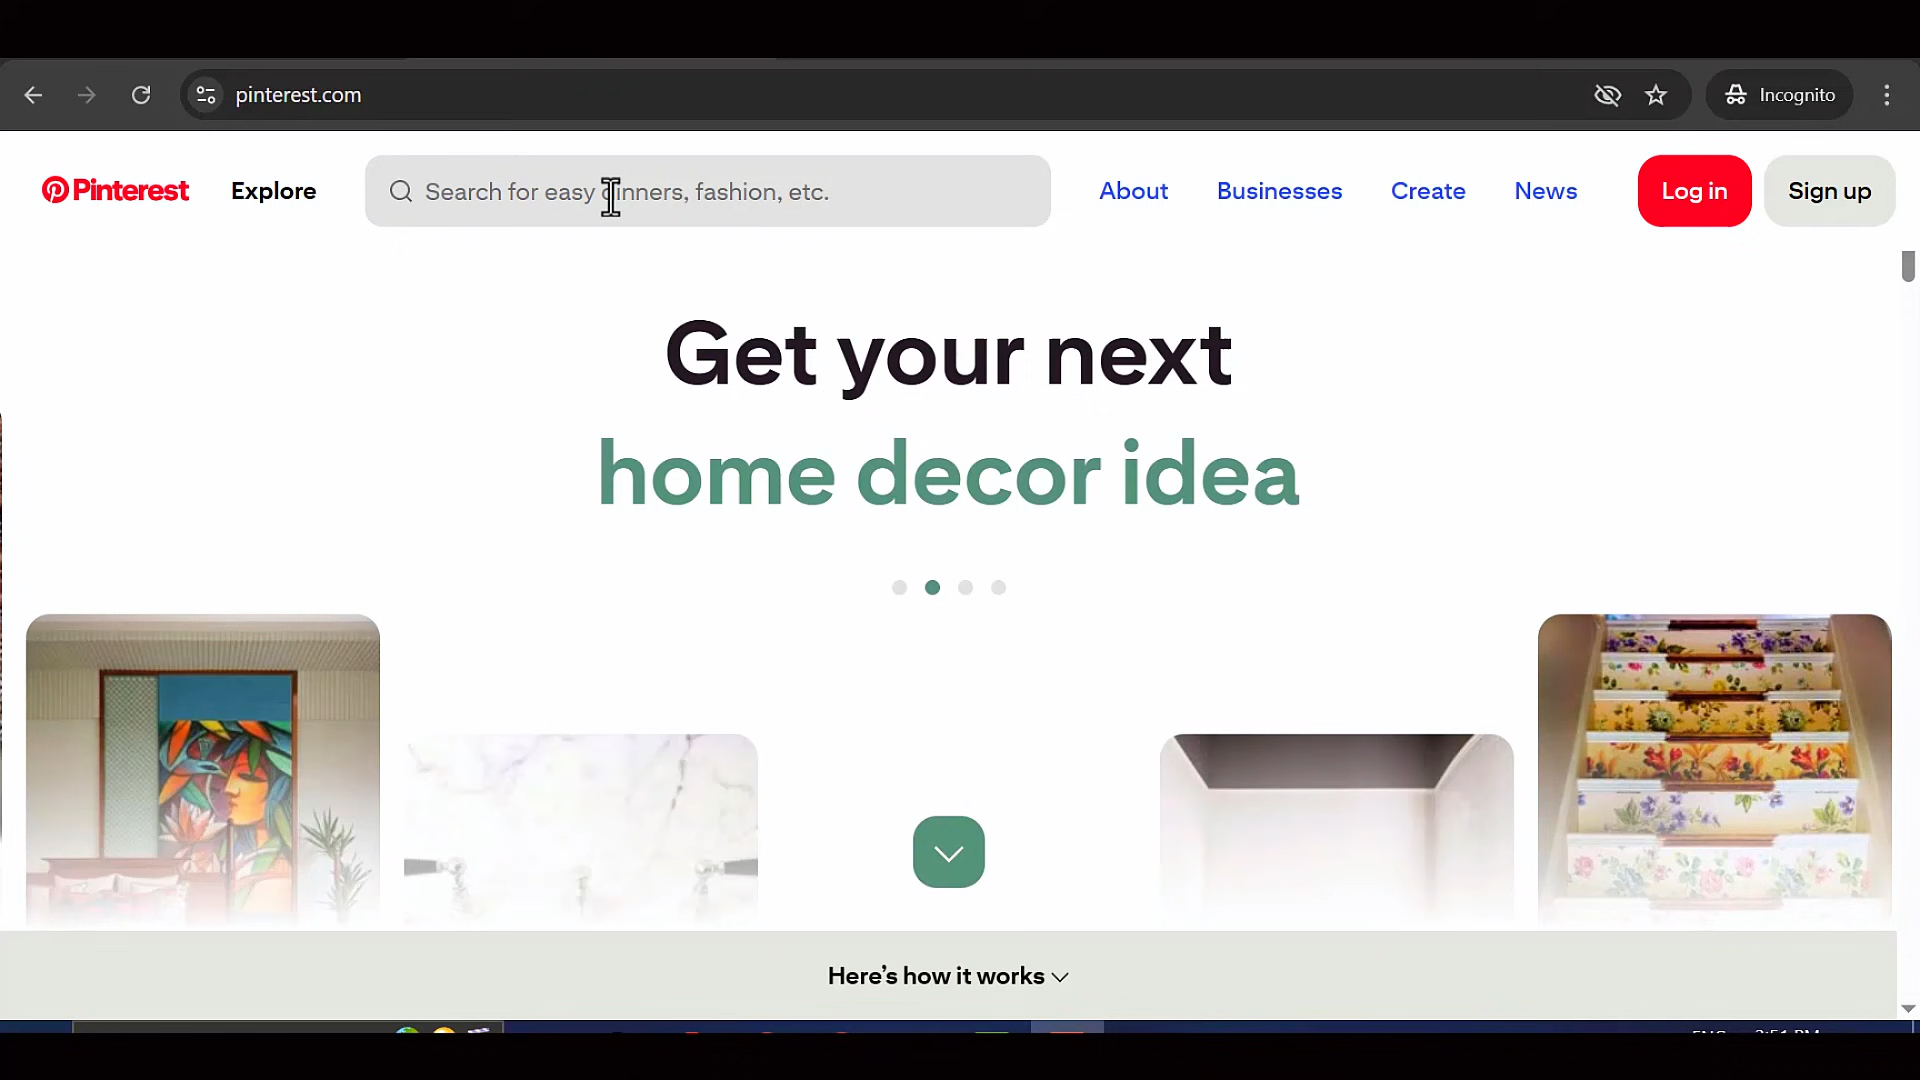 pinterest.com
Incognito
Pinterest
Explore
Search for easy dinners, fashion, etc.
About
Businesses
Create
News
Log in
Sign up
Get your next
home decor idea
Here's how it works